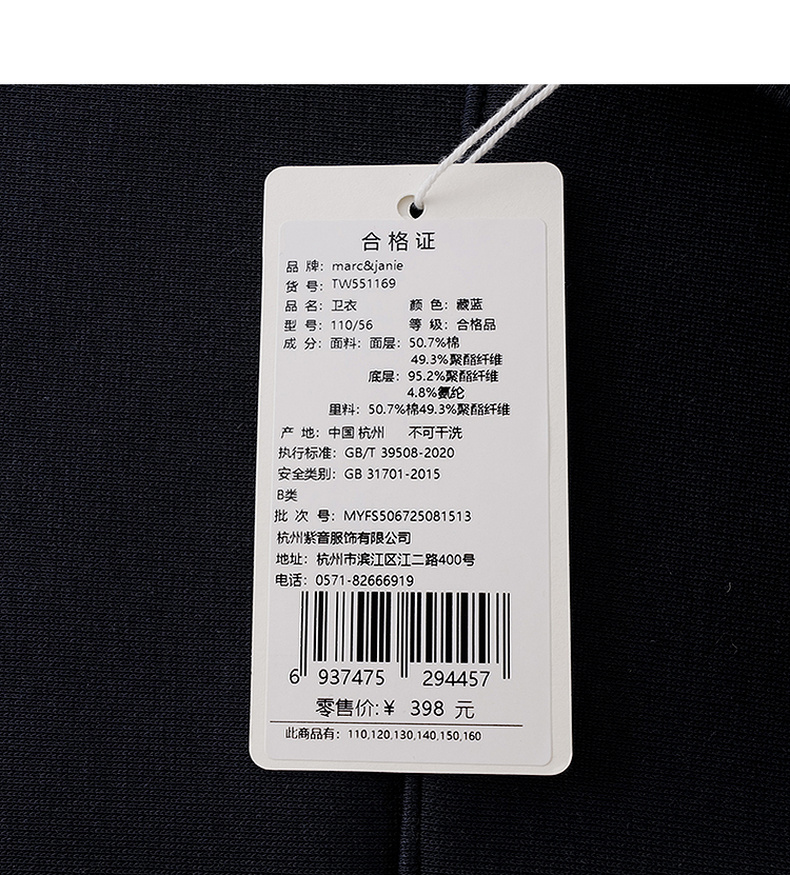 合格证
品 牌：marc&janie
货 号：TW551169
品 名：卫衣 颜 色：藏蓝
型 号：110/56 等 级：合格品
成 分：面料：面层：50.7%棉
49.3%聚酯纤维
底层：95.2%聚酯纤维
4.8%氨纶
里料：50.7%棉49.3%聚酯纤维
产 地：中国 杭州 不可干洗
执行标准：GB/T 39508-2020
安全类别：GB 31701-2015
B类
批 次 号：MYFS506725081513
杭州紫音服饰有限公司
地址：杭州市滨江区江二路400号
电话：0571-82666919
6 937475 294457
零售价:¥ 398 元
此商品有：110,120,130,140,150,160